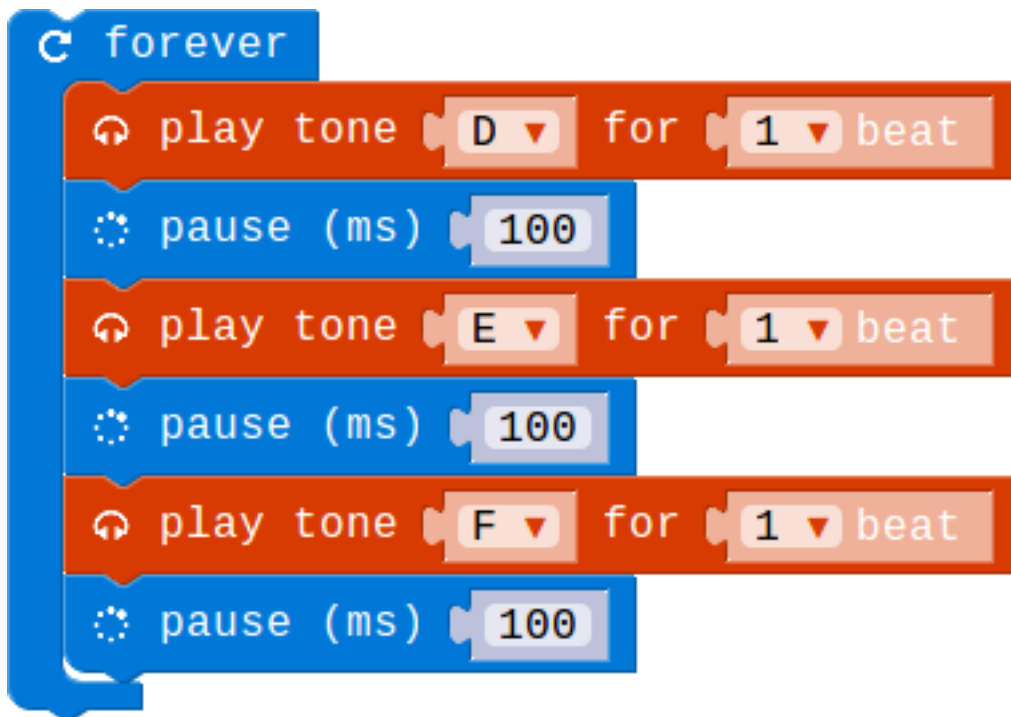 forever
play tone D ▼ for 1 ▼ beat
pause (ms) 100
play tone E ▼ for 1 ▼ beat
pause (ms) 100
play tone F ▼ for 1 ▼ beat
pause (ms) 100